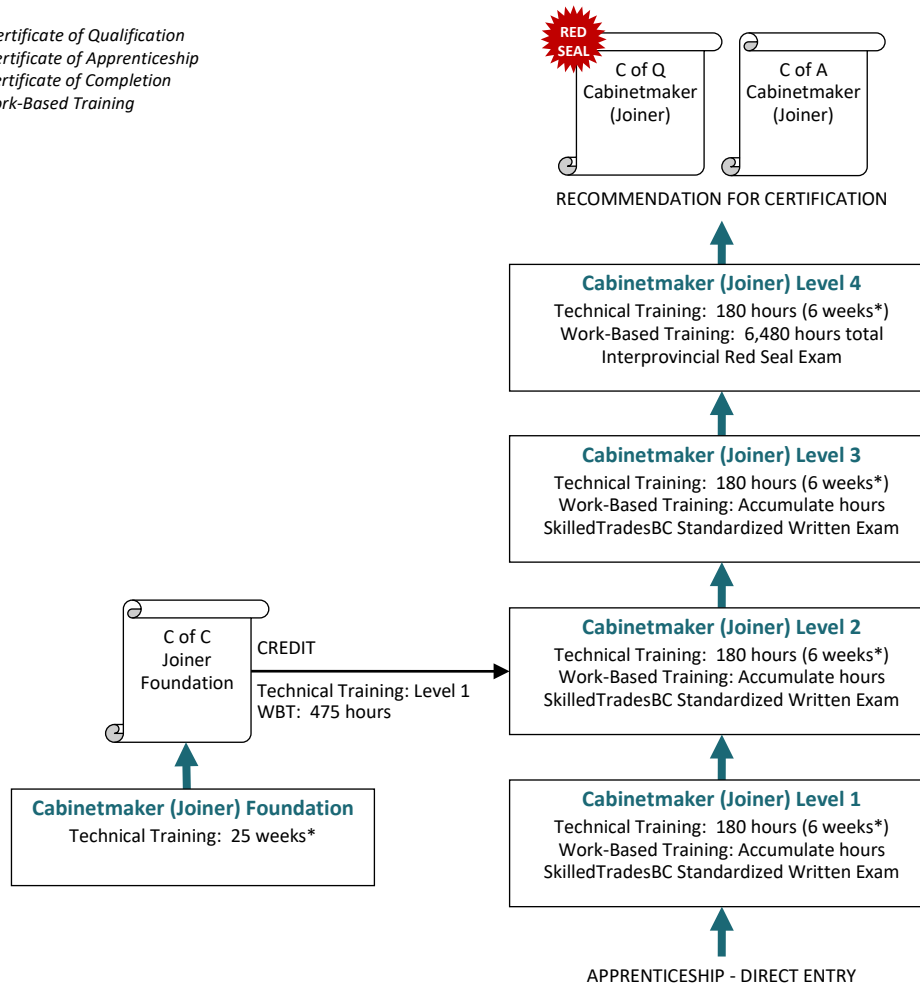 ertificate of Qualification
ertificate of Apprenticeship
ertificate of Completion
ork-Based Training
RED
SEAL
C of Q
Cabinetmaker
(Joiner)
C of A
Cabinetmaker
(Joiner)
RECOMMENDATION FOR CERTIFICATION
Cabinetmaker (Joiner) Level 4
Technical Training: 180 hours (6 weeks*)
Work-Based Training: 6,480 hours total
Interprovincial Red Seal Exam
Cabinetmaker (Joiner) Level 3
Technical Training: 180 hours (6 weeks*)
Work-Based Training: Accumulate hours
SkilledTradesBC Standardized Written Exam
C of C
Joiner
Foundation
CREDIT
Technical Training: Level 1
WBT: 475 hours
Cabinetmaker (Joiner) Level 2
Technical Training: 180 hours (6 weeks*)
Work-Based Training: Accumulate hours
SkilledTradesBC Standardized Written Exam
Cabinetmaker (Joiner) Foundation
Technical Training: 25 weeks*
Cabinetmaker (Joiner) Level 1
Technical Training: 180 hours (6 weeks*)
Work-Based Training: Accumulate hours
SkilledTradesBC Standardized Written Exam
APPRENTICESHIP - DIRECT ENTRY